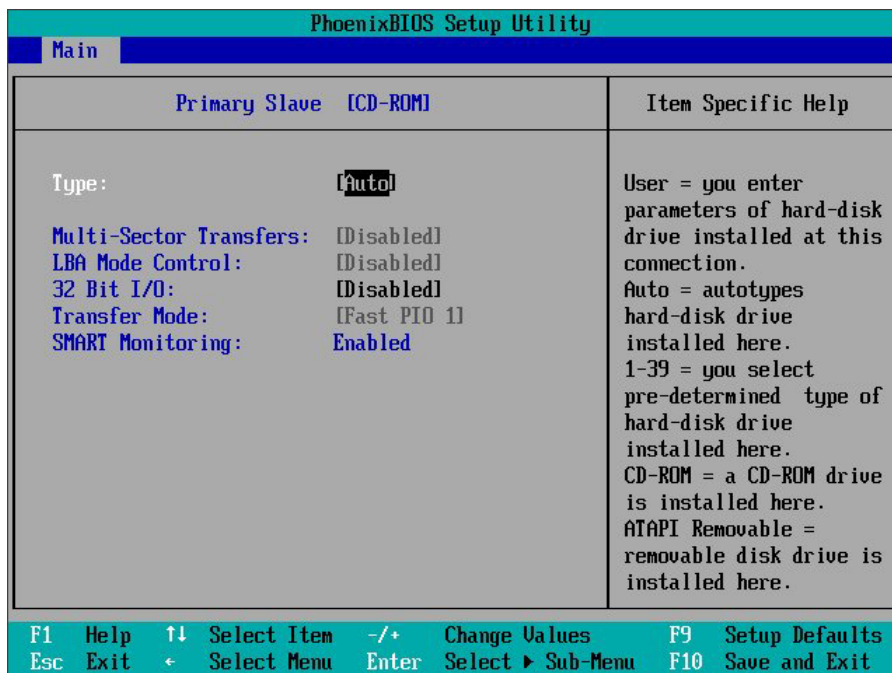 PhoenixBIOS Setup Utility
Main
Primary Slave [CD-ROM]
Item Specific Help
Type: [Auto]
Multi-Sector Transfers: [Disabled]
LBA Mode Control: [Disabled]
32 Bit I/O: [Disabled]
Transfer Mode: [Fast PIO 1]
SMART Monitoring: Enabled
User = you enter
parameters of hard-disk
drive installed at this
connection.
Auto = autotypes
hard-disk drive
installed here.
1-39 = you select
pre-determined type of
hard-disk drive
installed here.
CD-ROM = a CD-ROM drive
is installed here.
ATAPI Removable =
removable disk drive is
installed here.
F1 Help ↑↓ Select Item -/+ Change Values F9 Setup Defaults
Esc Exit ← Select Menu Enter Select ▶ Sub-Menu F10 Save and Exit